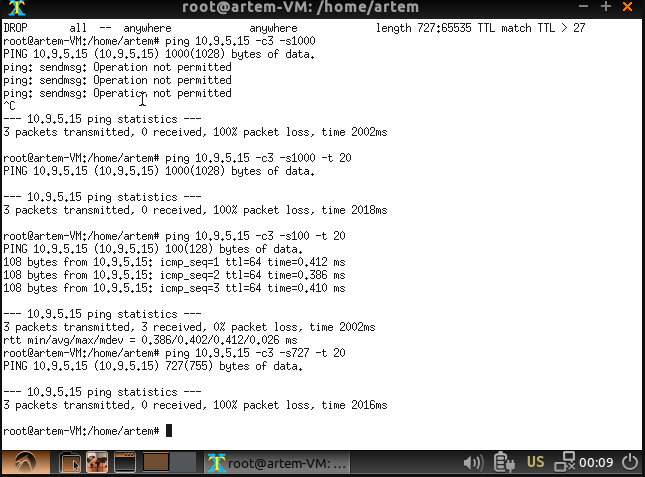 root@artem-VM: /home/artem
DROP all -- anywhere anywhere length 727:65535 TTL match TTL > 27
root@artem-VM:/home/artem# ping 10.9.5.15 -c3 -s1000
PING 10.9.5.15 (10.9.5.15) 1000(1028) bytes of data.
ping: sendmsg: Operation not permitted
ping: sendmsg: Operation not permitted
ping: sendmsg: Operation not permitted
^C
--- 10.9.5.15 ping statistics ---
3 packets transmitted, 0 received, 100% packet loss, time 2002ms
root@artem-VM:/home/artem# ping 10.9.5.15 -c3 -s1000 -t 20
PING 10.9.5.15 (10.9.5.15) 1000(1028) bytes of data.
--- 10.9.5.15 ping statistics ---
3 packets transmitted, 0 received, 100% packet loss, time 2018ms
root@artem-VM:/home/artem# ping 10.9.5.15 -c3 -s100 -t 20
PING 10.9.5.15 (10.9.5.15) 100(128) bytes of data.
108 bytes from 10.9.5.15: icmp_seq=1 ttl=64 time=0.412 ms
108 bytes from 10.9.5.15: icmp_seq=2 ttl=64 time=0.386 ms
108 bytes from 10.9.5.15: icmp_seq=3 ttl=64 time=0.410 ms
--- 10.9.5.15 ping statistics ---
3 packets transmitted, 3 received, 0% packet loss, time 2002ms
rtt min/avg/max/mdev = 0.386/0.402/0.412/0.026 ms
root@artem-VM:/home/artem# ping 10.9.5.15 -c3 -s727 -t 20
PING 10.9.5.15 (10.9.5.15) 727(755) bytes of data.
--- 10.9.5.15 ping statistics ---
3 packets transmitted, 0 received, 100% packet loss, time 2016ms
root@artem-VM:/home/artem#
root@artem-VM: ... US 00:09